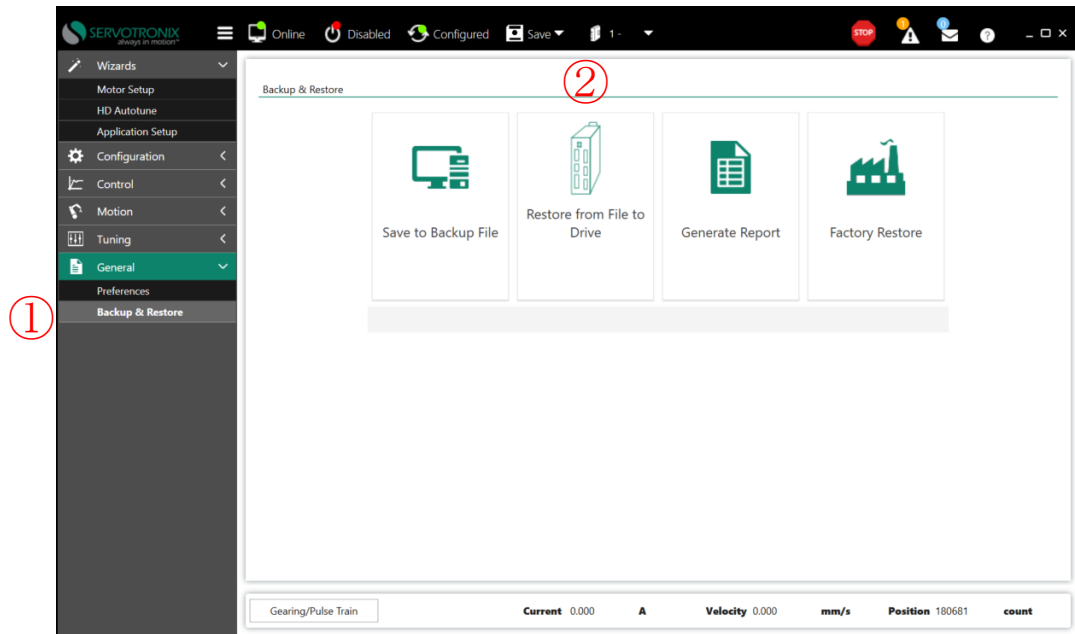 SERVOTRONIX
always in motion™
Online
Disabled
Configured
Save
1 -
STOP
1
0
?
Wizards
Motor Setup
HD Autotune
Application Setup
Configuration
Control
Motion
Tuning
General
Preferences
Backup & Restore
①
Backup & Restore
②
Save to Backup File
Restore from File to
Drive
Generate Report
Factory Restore
Gearing/Pulse Train
Current 0.000 A
Velocity 0.000 mm/s
Position 180681 count